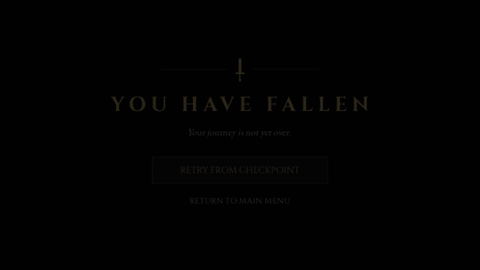 YOU HAVE FALLEN
Your journey is not yet over.
RETRY FROM CHECKPOINT
RETURN TO MAIN MENU